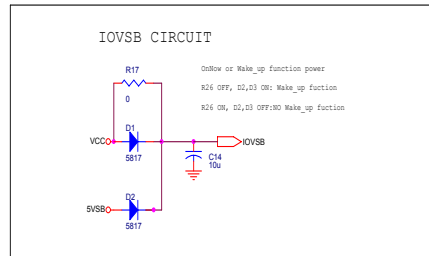 IOVSB CIRCUIT
OnNow or Wake_up function power
R17
R26 OFF, D2,D3 ON: Wake_up fuction
0
R26 ON, D2,D3 OFF:NO Wake_up fuction
D1
VCC
IOVSB
5817
C14
10u
D2
5VSB
5817